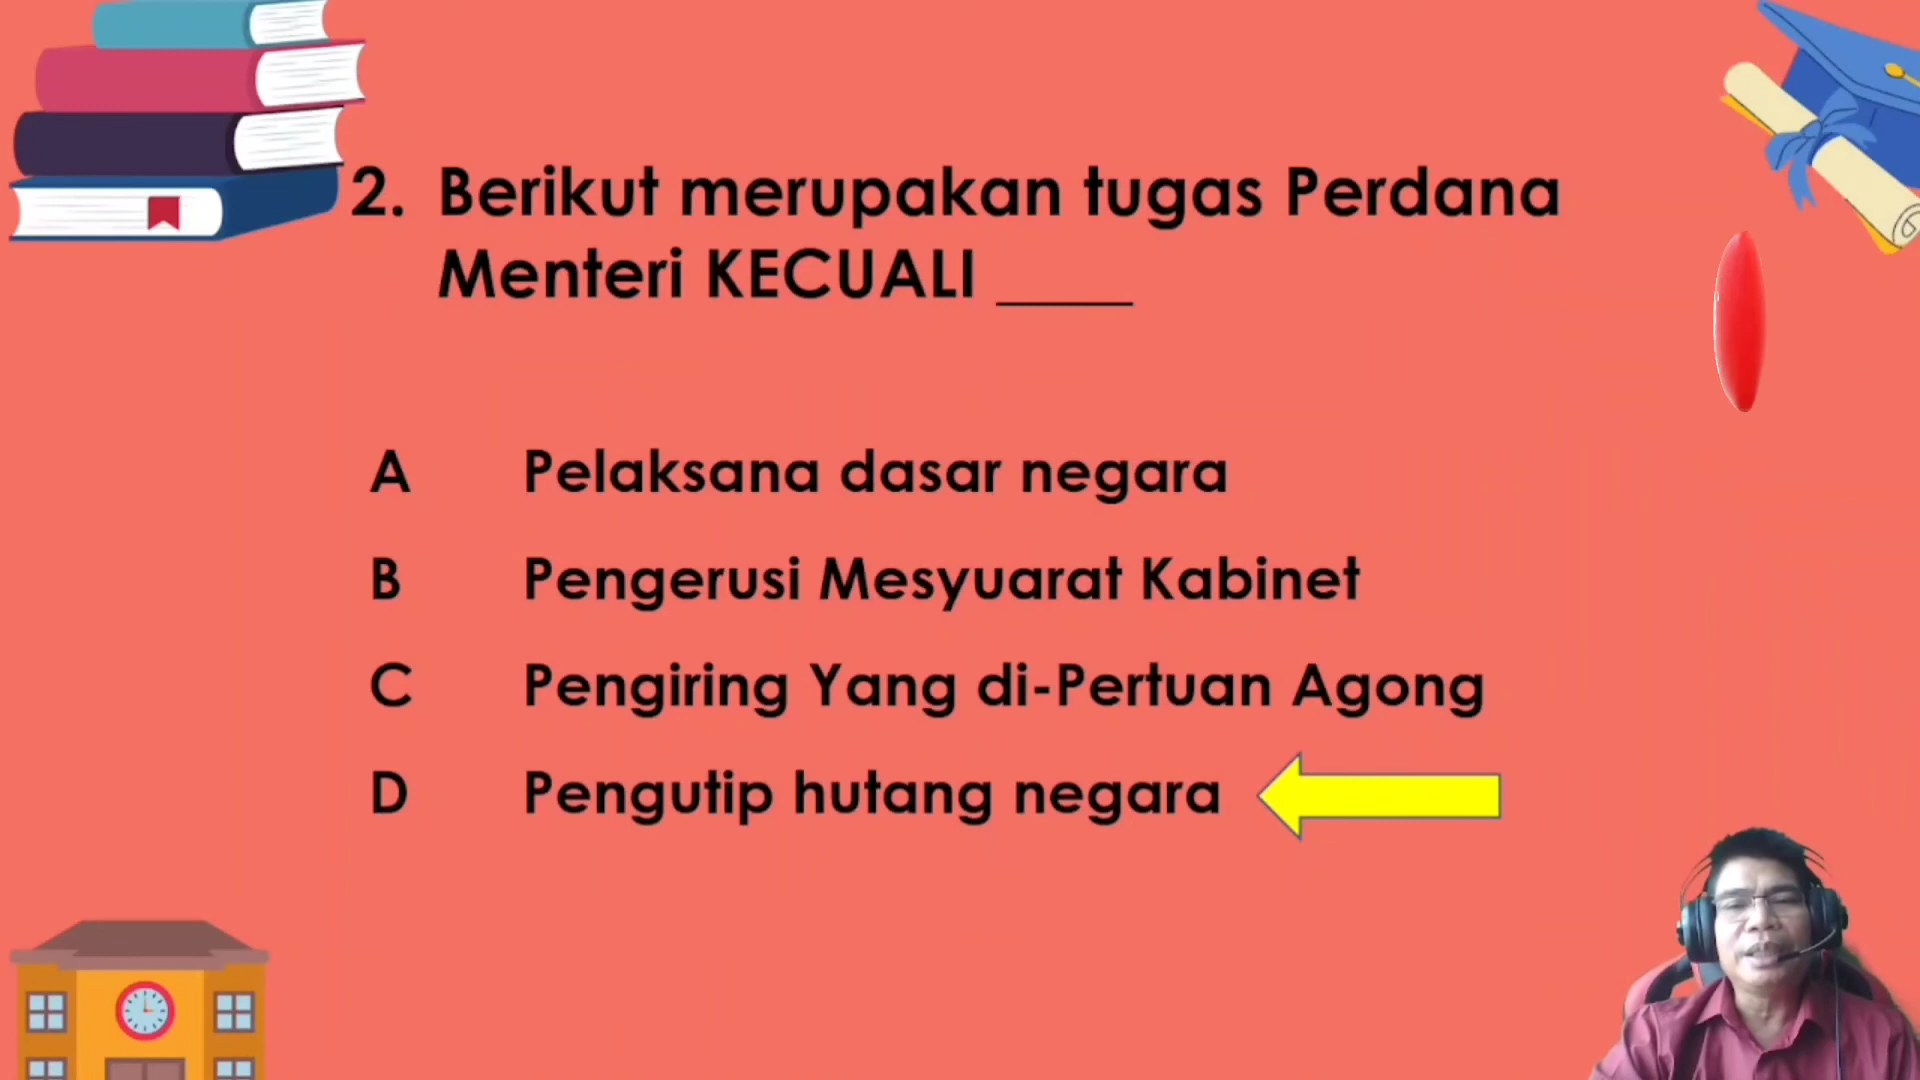 2. Berikut merupakan tugas Perdana
Menteri KECUALI ____
A Pelaksana dasar negara
B Pengerusi Mesyuarat Kabinet
C Pengiring Yang di-Pertuan Agong
D Pengutip hutang negara